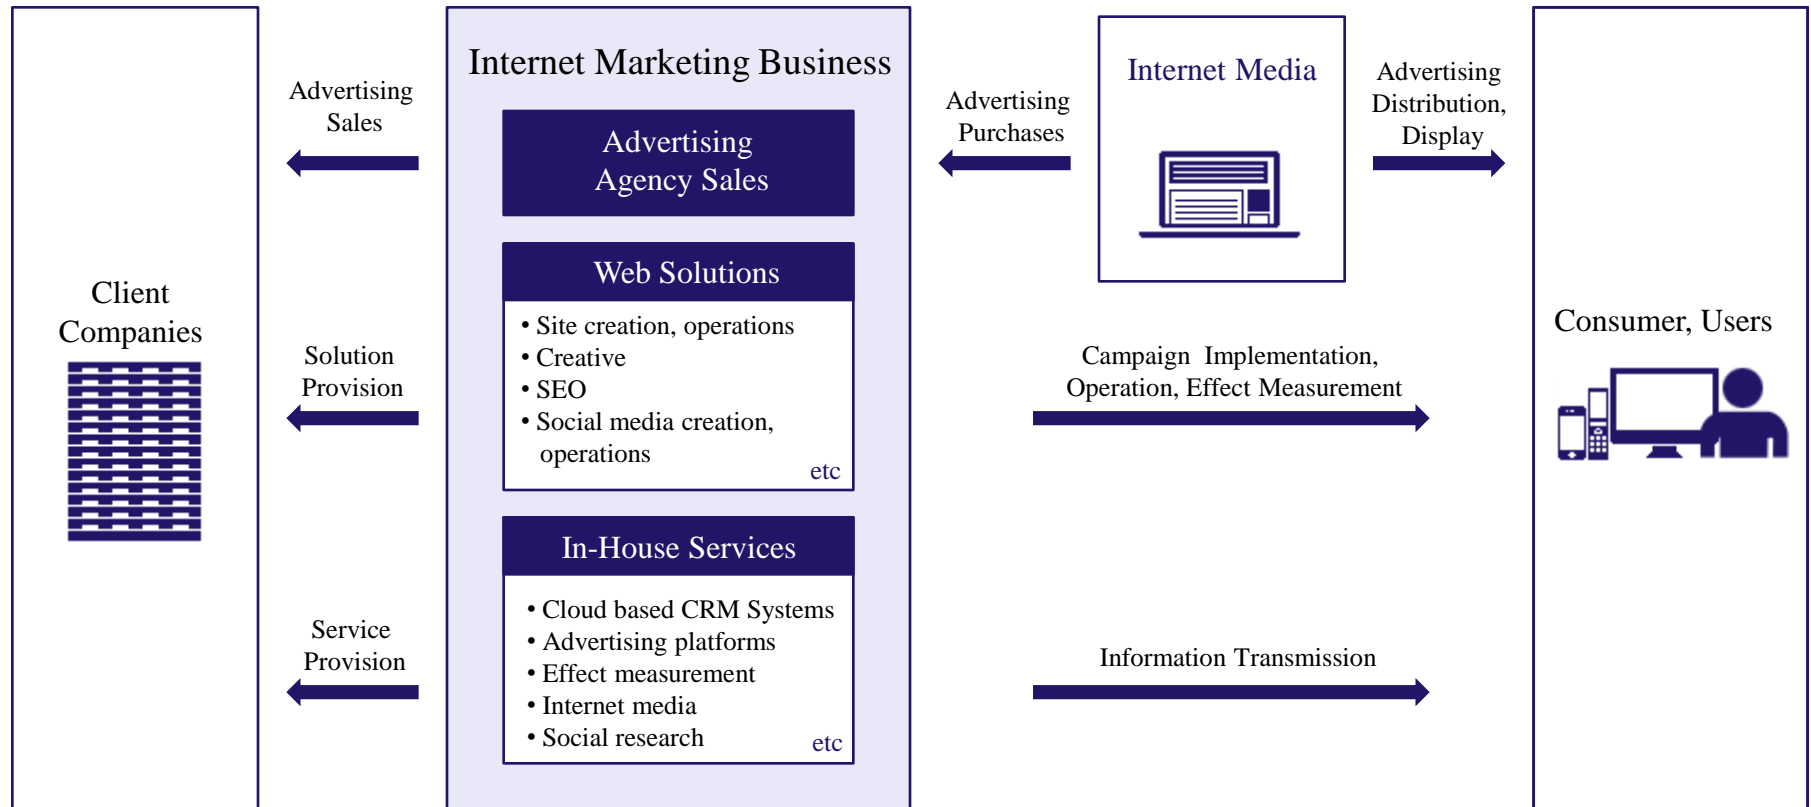 Client
Companies
Advertising
Sales
Solution
Provision
Service
Provision
Internet Marketing Business
Advertising
Agency Sales
Web Solutions
• Site creation, operations
• Creative
• SEO
• Social media creation,
operations
etc
In-House Services
• Cloud based CRM Systems
• Advertising platforms
• Effect measurement
• Internet media
• Social research
etc
Advertising
Purchases
Internet Media
Advertising
Distribution,
Display
Campaign Implementation,
Operation, Effect Measurement
Information Transmission
Consumer, Users